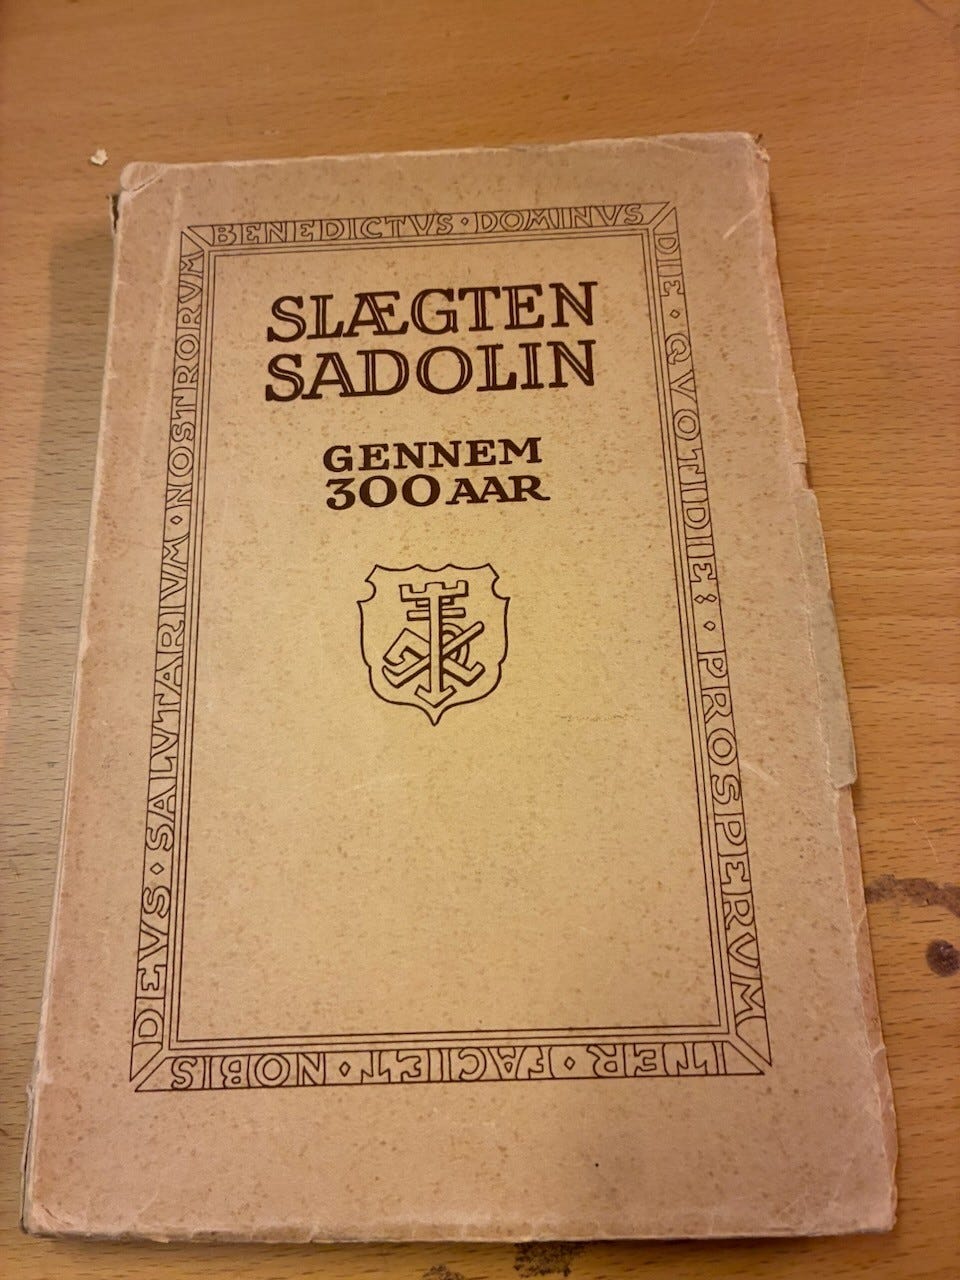 BENEDICTVS · DOMINVS
DIE · QVOTIDIE : · PROSPERVM
ITER · FACIET · NOBIS
DEVS · SALVTARIVM · NOSTRORVM
SLÆGTEN
SADOLIN
GENNEM
300 AAR